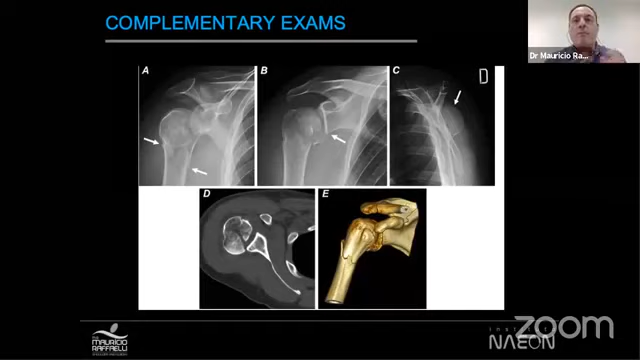 COMPLEMENTARY EXAMS
Dr Mauricio Ra...
A
B
C
D
D
E
MAURICIO
RAFFAELLI
zoom
NAEON